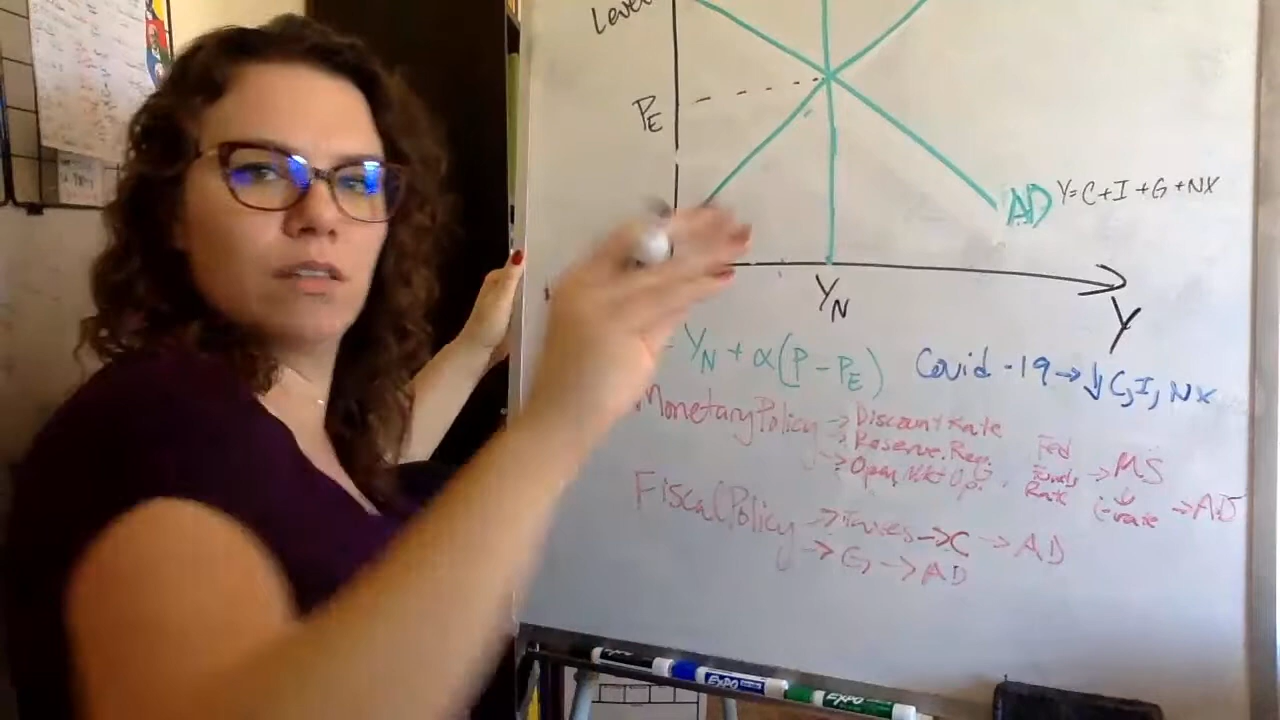 Level
PE
AD Y=C+I+G+NX
YN
Y
= YN + α(P-PE)
Covid-19→↓C,I,NX
Monetary Policy → Discount Rate
→ Reserve Req.
→ Open Mkt Op.
Fed Funds Rate → MS
↓
i-rate → AD
Fiscal Policy → Taxes → C → AD
→ G → AD
EXPO
EXPO